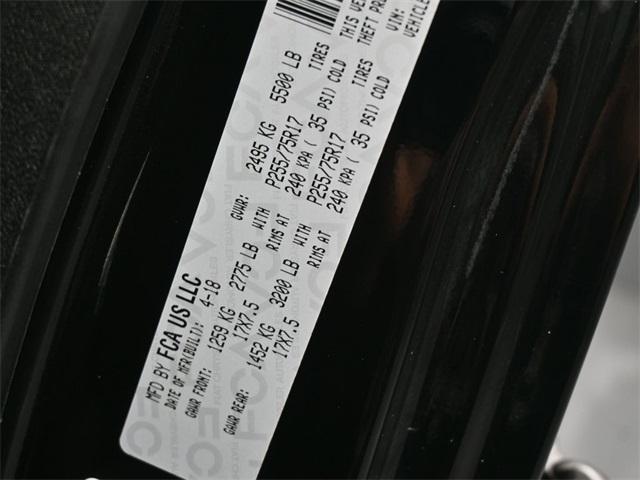 MFD BY FCA US LLC
DATE OF MFR(BUILT): 4-18 GVWR: 2495 KG 5500 LB
GAWR FRONT: 1259 KG 2775 LB WITH P255/75R17 TIRES
17X7.5 RIMS AT 240 KPA ( 35 PSI) COLD
GAWR REAR: 1452 KG 3200 LB WITH P255/75R17 TIRES
17X7.5 RIMS AT 240 KPA ( 35 PSI) COLD
THIS VE
THEFT PR
VIN:
VEHICLE